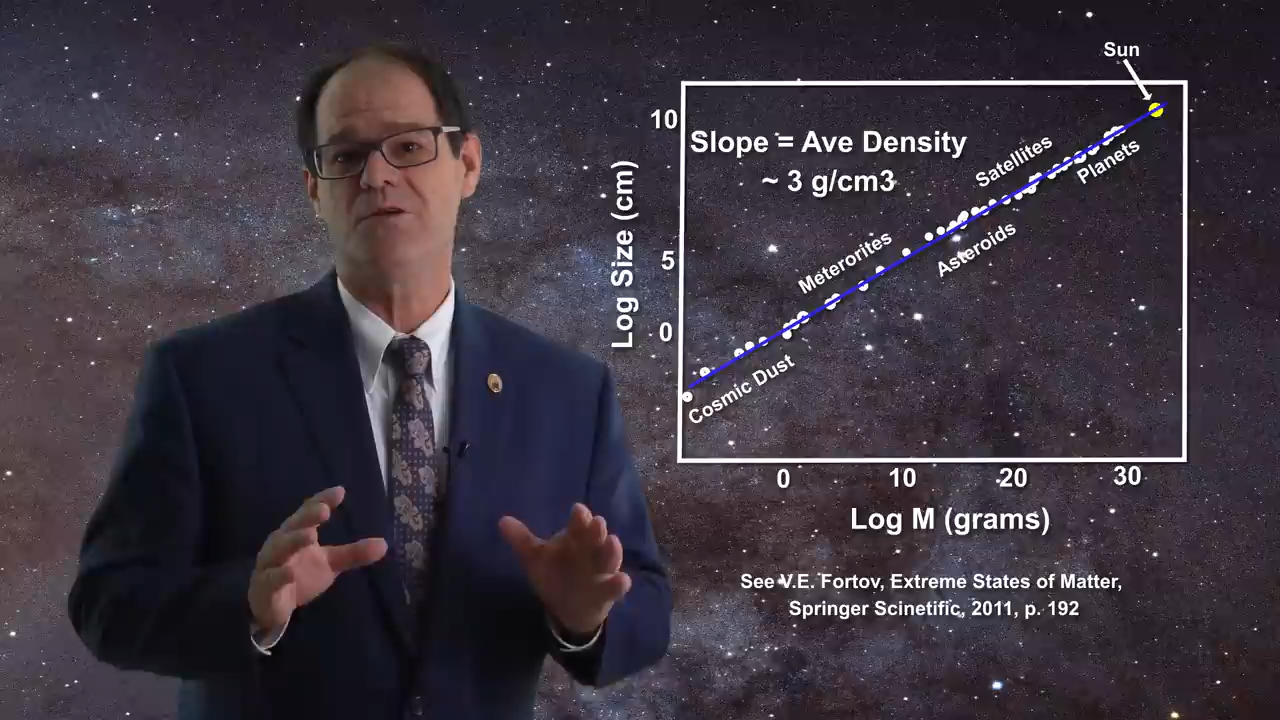 Sun
10
Slope = Ave Density
~ 3 g/cm3
Satellites
Planets
Log Size (cm)
5
Meterorites
Asteroids
0
Cosmic Dust
0
10
20
30
Log M (grams)
See V.E. Fortov, Extreme States of Matter,
Springer Scinetific, 2011, p. 192